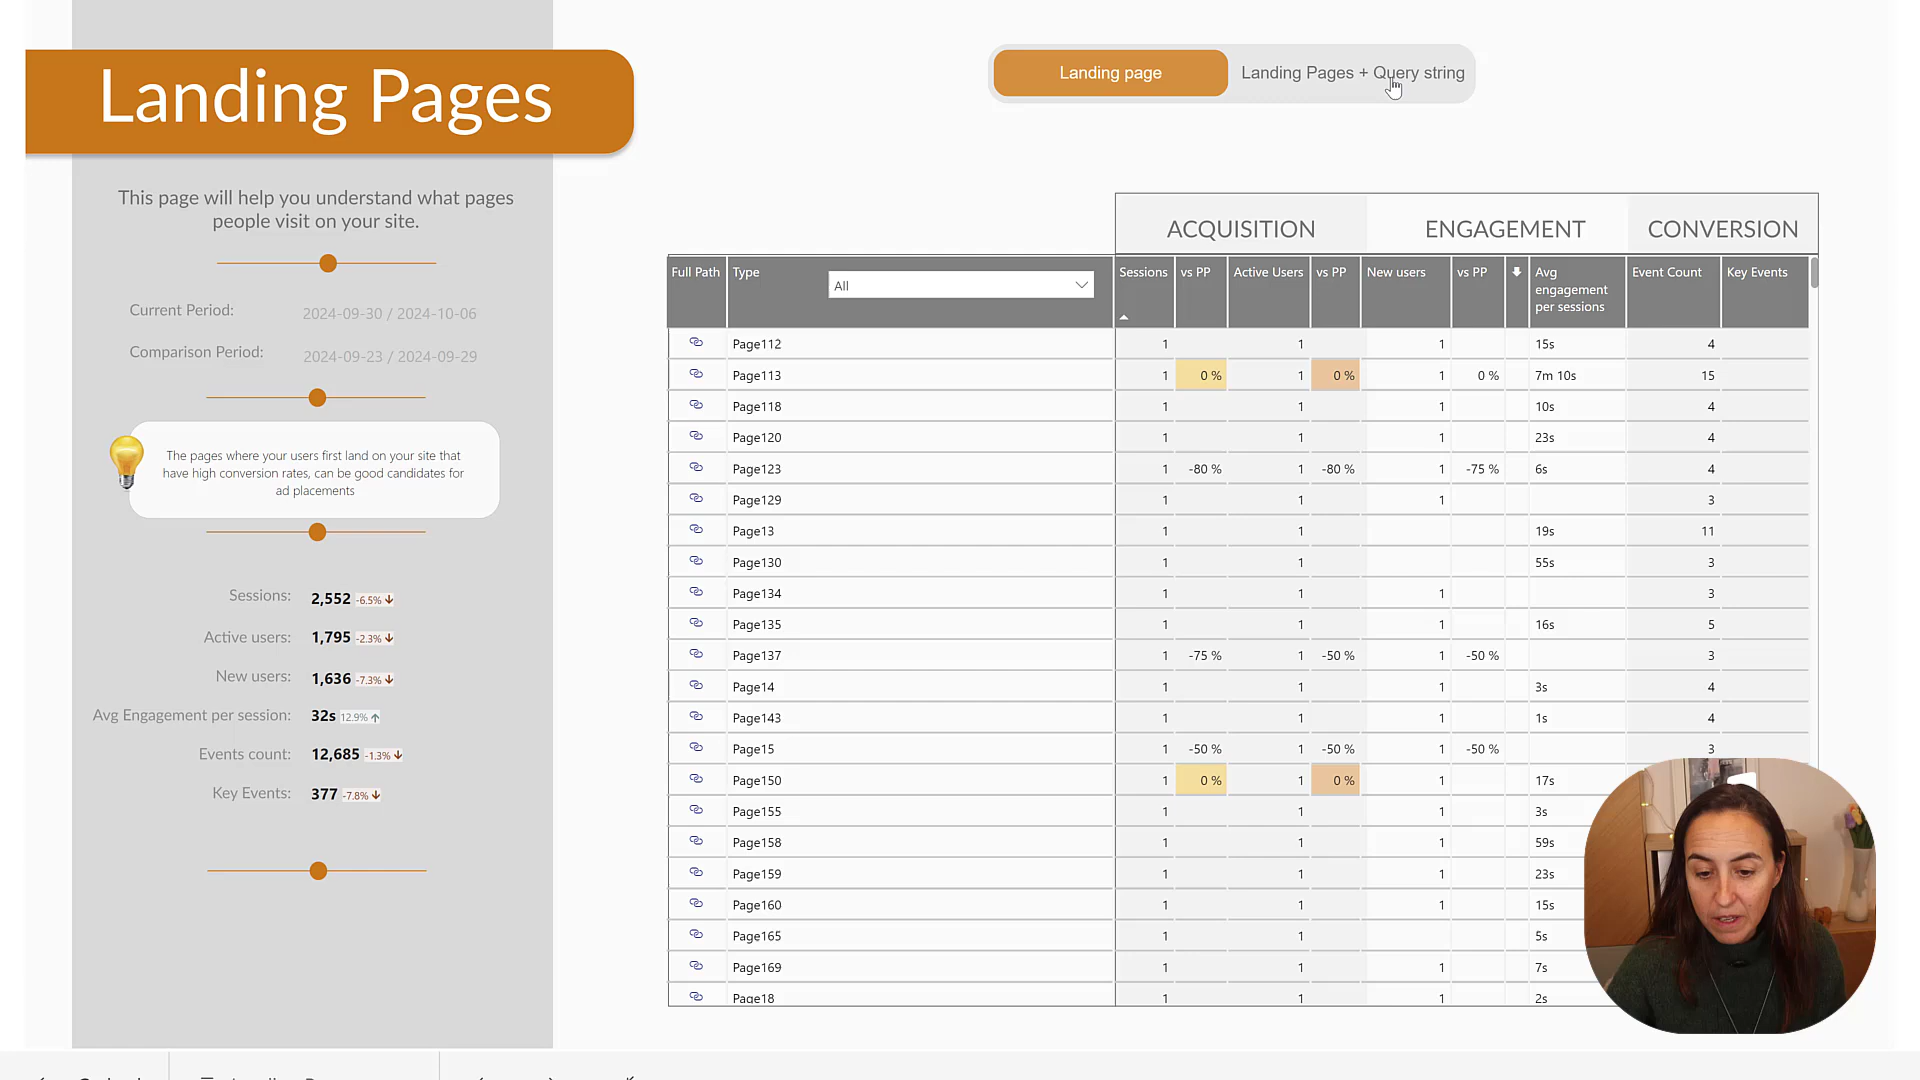 Landing Pages
This page will help you understand what pages
people visit on your site.
Current Period: 2024-09-30 / 2024-10-06
Comparison Period: 2024-09-23 / 2024-09-29
The pages where your users first land on your site that
have high conversion rates, can be good candidates for
ad placements
Sessions: 2,552 -6.5%
Active users: 1,795 -2.3%
New users: 1,636 -7.3%
Avg Engagement per session: 32s 12.9%
Events count: 12,685 -1.3%
Key Events: 377 -7.8%
Landing page Landing Pages + Query string
ACQUISITION ENGAGEMENT CONVERSION
Full Path Type All Sessions vs PP Active Users vs PP New users vs PP Avg engagement per sessions Event Count Key Events
Page112 1 1 1 15s 4
Page113 1 0 % 1 0 % 1 0 % 7m 10s 15
Page118 1 1 1 10s 4
Page120 1 1 1 23s 4
Page123 1 -80 % 1 -80 % 1 -75 % 6s 4
Page129 1 1 1 3
Page13 1 1 19s 11
Page130 1 1 55s 3
Page134 1 1 1 3
Page135 1 1 1 16s 5
Page137 1 -75 % 1 -50 % 1 -50 % 3
Page14 1 1 1 3s 4
Page143 1 1 1 1s 4
Page15 1 -50 % 1 -50 % 1 -50 % 3
Page150 1 0 % 1 0 % 1 17s
Page155 1 1 1 3s
Page158 1 1 1 59s
Page159 1 1 1 23s
Page160 1 1 1 15s
Page165 1 1 5s
Page169 1 1 1 7s
Page18 1 1 1 2s